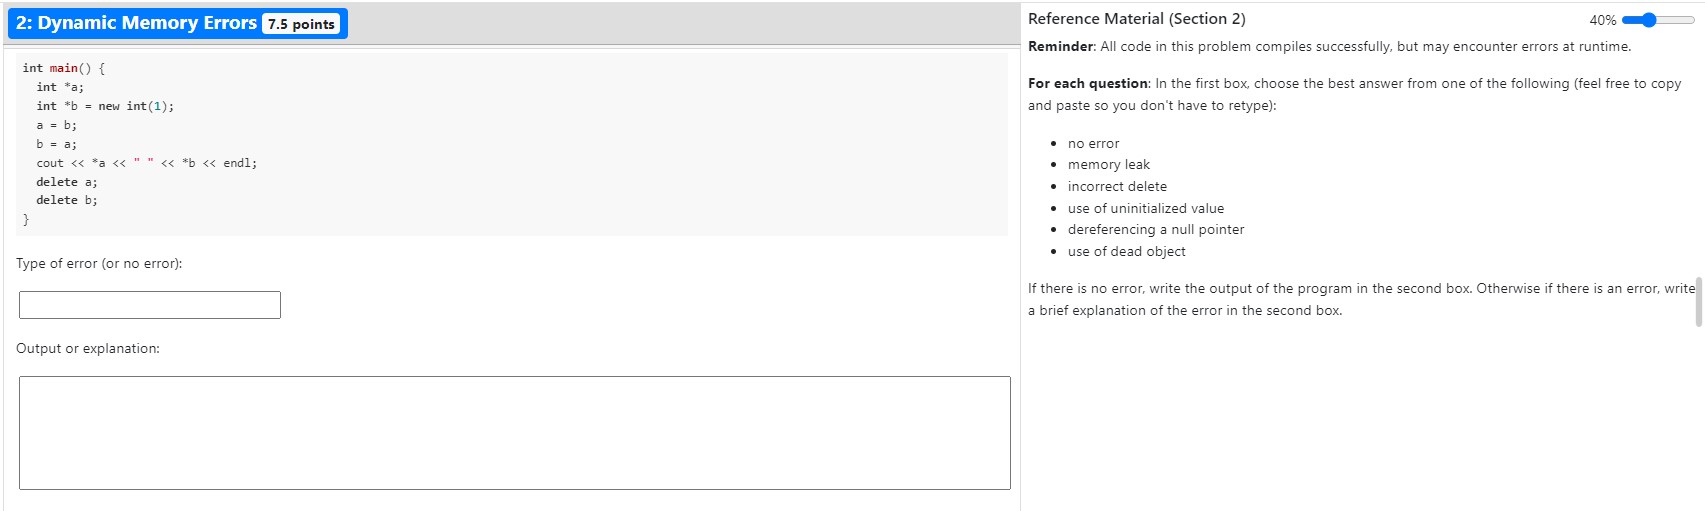 2: Dynamic Memory Errors 7.5 points
int main() {
int *a;
int *b = new int(1);
a = b;
b = a;
cout << *a << " " << *b << endl;
delete a;
delete b;
}
Type of error (or no error):
Output or explanation:
Reference Material (Section 2)
40%
Reminder: All code in this problem compiles successfully, but may encounter errors at runtime.
For each question: In the first box, choose the best answer from one of the following (feel free to copy
and paste so you don't have to retype):
• no error
• memory leak
• incorrect delete
• use of uninitialized value
• dereferencing a null pointer
• use of dead object
If there is no error, write the output of the program in the second box. Otherwise if there is an error, write
a brief explanation of the error in the second box.